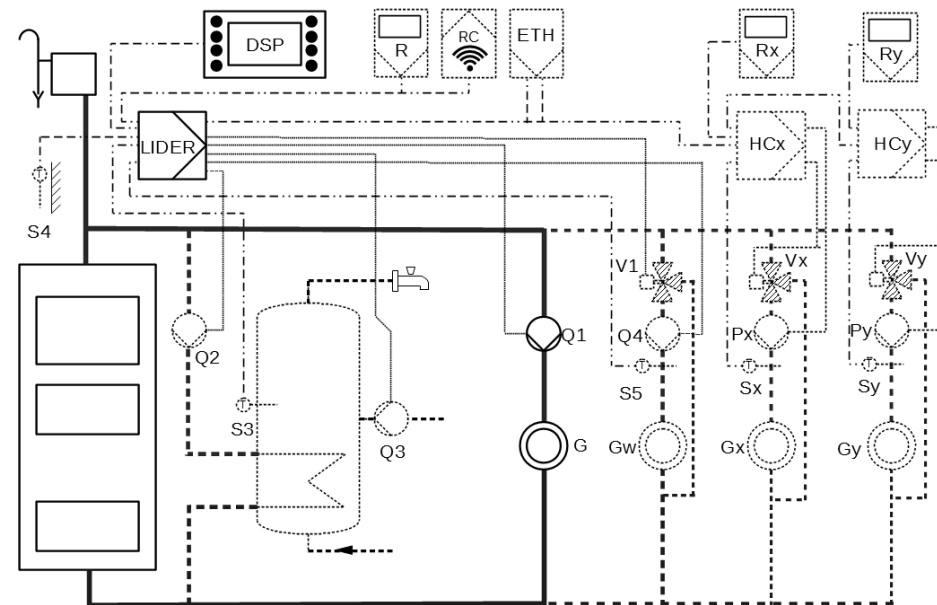 DSP
R
RC
ETH
Rx
Ry
LIDER
HCx
HCy
T
S4
V1
Vx
Vy
Q2
Q1
Q4
Px
Py
T
S5
T
Sx
T
Sy
T
S3
Q3
G
Gw
Gx
Gy